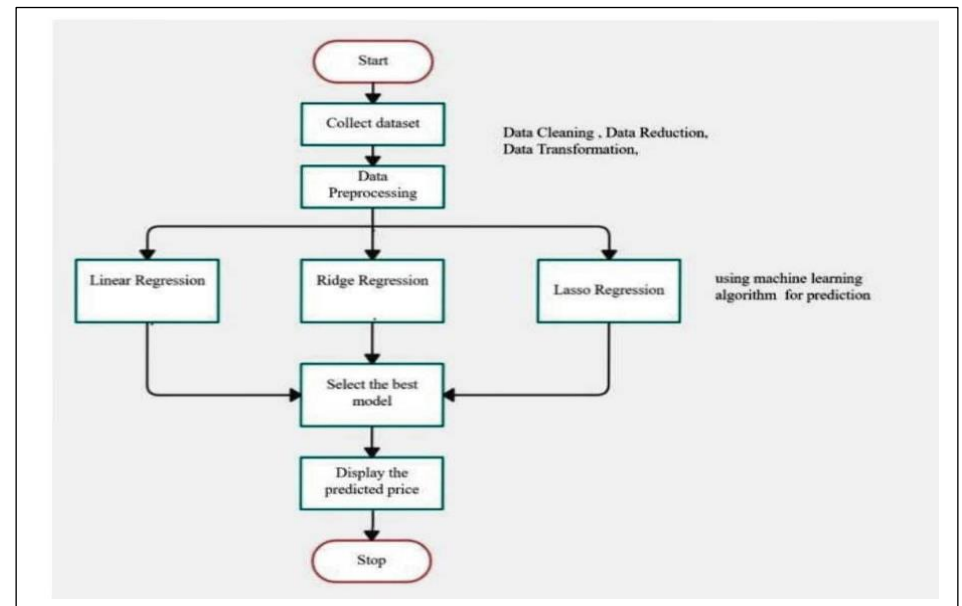 Start
Collect dataset
Data Cleaning , Data Reduction,
Data Transformation,
Data
Preprocessing
Linear Regression
Ridge Regression
Lasso Regression
using machine learning
algorithm for prediction
Select the best
model
Display the
predicted price
Stop